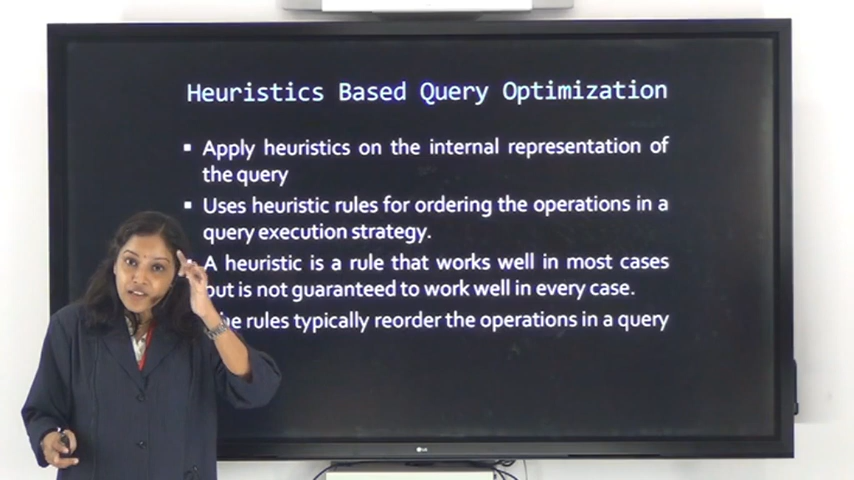 Heuristics Based Query Optimization
▪ Apply heuristics on the internal representation of
the query
▪ Uses heuristic rules for ordering the operations in a
query execution strategy.
A heuristic is a rule that works well in most cases
but is not guaranteed to work well in every case.
rules typically reorder the operations in a query
LG